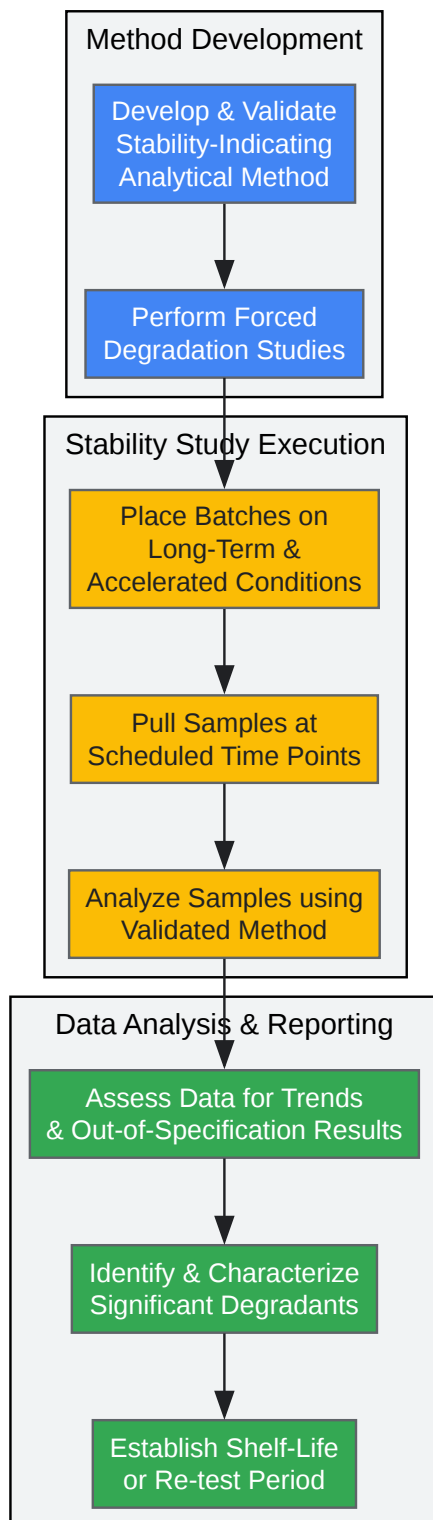 Method Development
Develop & Validate
Stability-Indicating
Analytical Method
Perform Forced
Degradation Studies
Stability Study Execution
Place Batches on
Long-Term &
Accelerated Conditions
Pull Samples at
Scheduled Time Points
Analyze Samples using
Validated Method
Data Analysis & Reporting
Assess Data for Trends
& Out-of-Specification Results
Identify & Characterize
Significant Degradants
Establish Shelf-Life
or Re-test Period